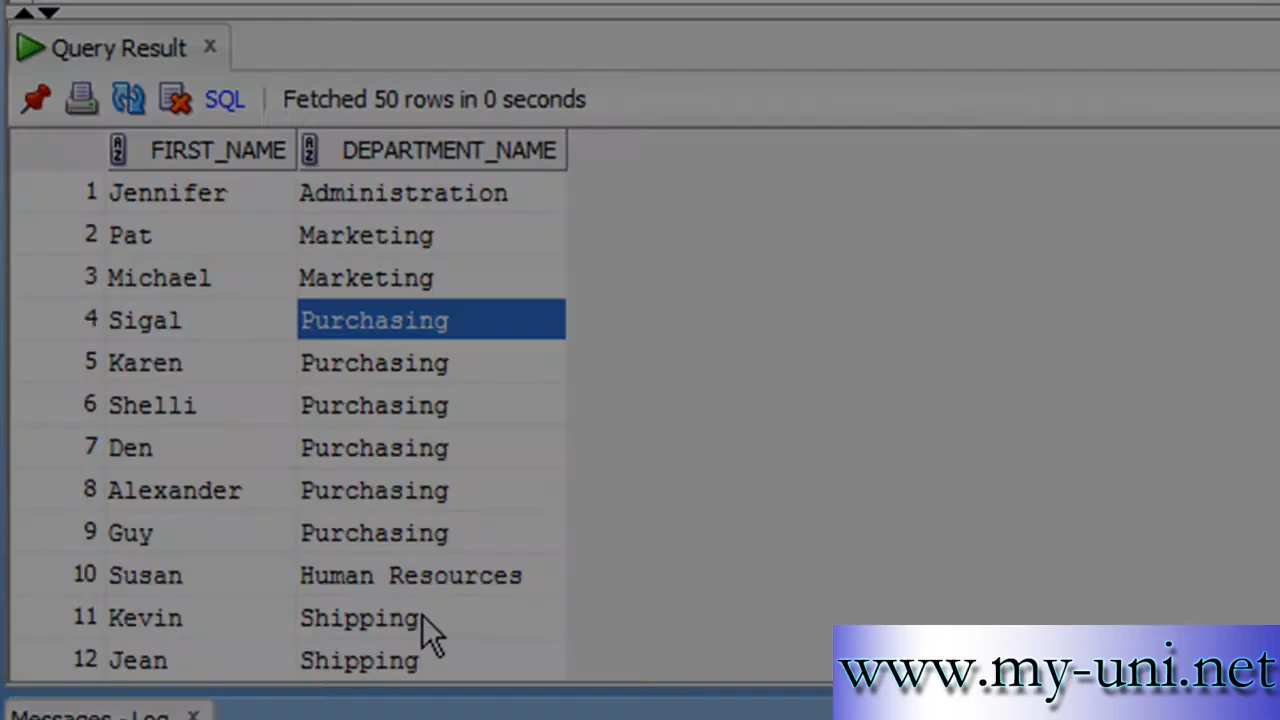 Query Result x
SQL | Fetched 50 rows in 0 seconds
FIRST_NAME DEPARTMENT_NAME
1 Jennifer Administration
2 Pat Marketing
3 Michael Marketing
4 Sigal Purchasing
5 Karen Purchasing
6 Shelli Purchasing
7 Den Purchasing
8 Alexander Purchasing
9 Guy Purchasing
10 Susan Human Resources
11 Kevin Shipping
12 Jean Shipping
www.my-uni.net
Messages - Log x